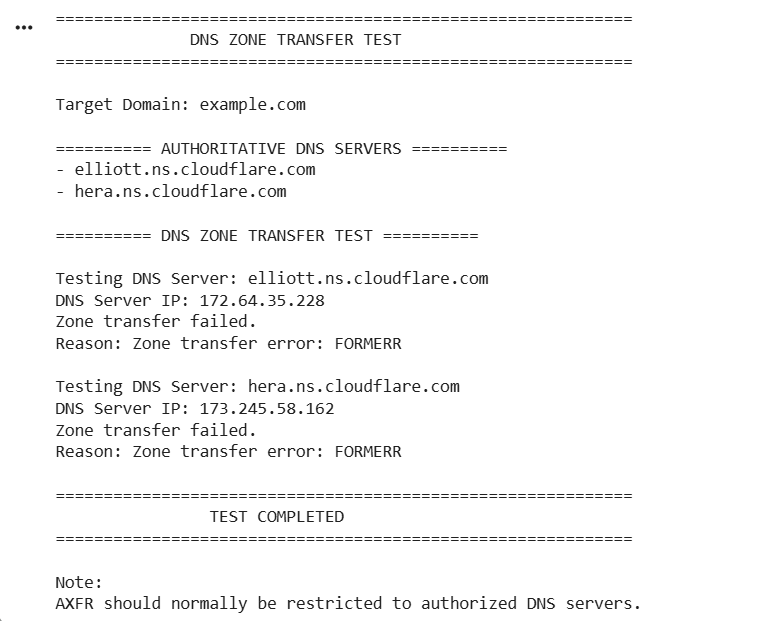 ============================================================
DNS ZONE TRANSFER TEST
============================================================
Target Domain: example.com
========== AUTHORITATIVE DNS SERVERS ==========
- elliott.ns.cloudflare.com
- hera.ns.cloudflare.com
========== DNS ZONE TRANSFER TEST ==========
Testing DNS Server: elliott.ns.cloudflare.com
DNS Server IP: 172.64.35.228
Zone transfer failed.
Reason: Zone transfer error: FORMERR
Testing DNS Server: hera.ns.cloudflare.com
DNS Server IP: 173.245.58.162
Zone transfer failed.
Reason: Zone transfer error: FORMERR
============================================================
TEST COMPLETED
============================================================
Note:
AXFR should normally be restricted to authorized DNS servers.